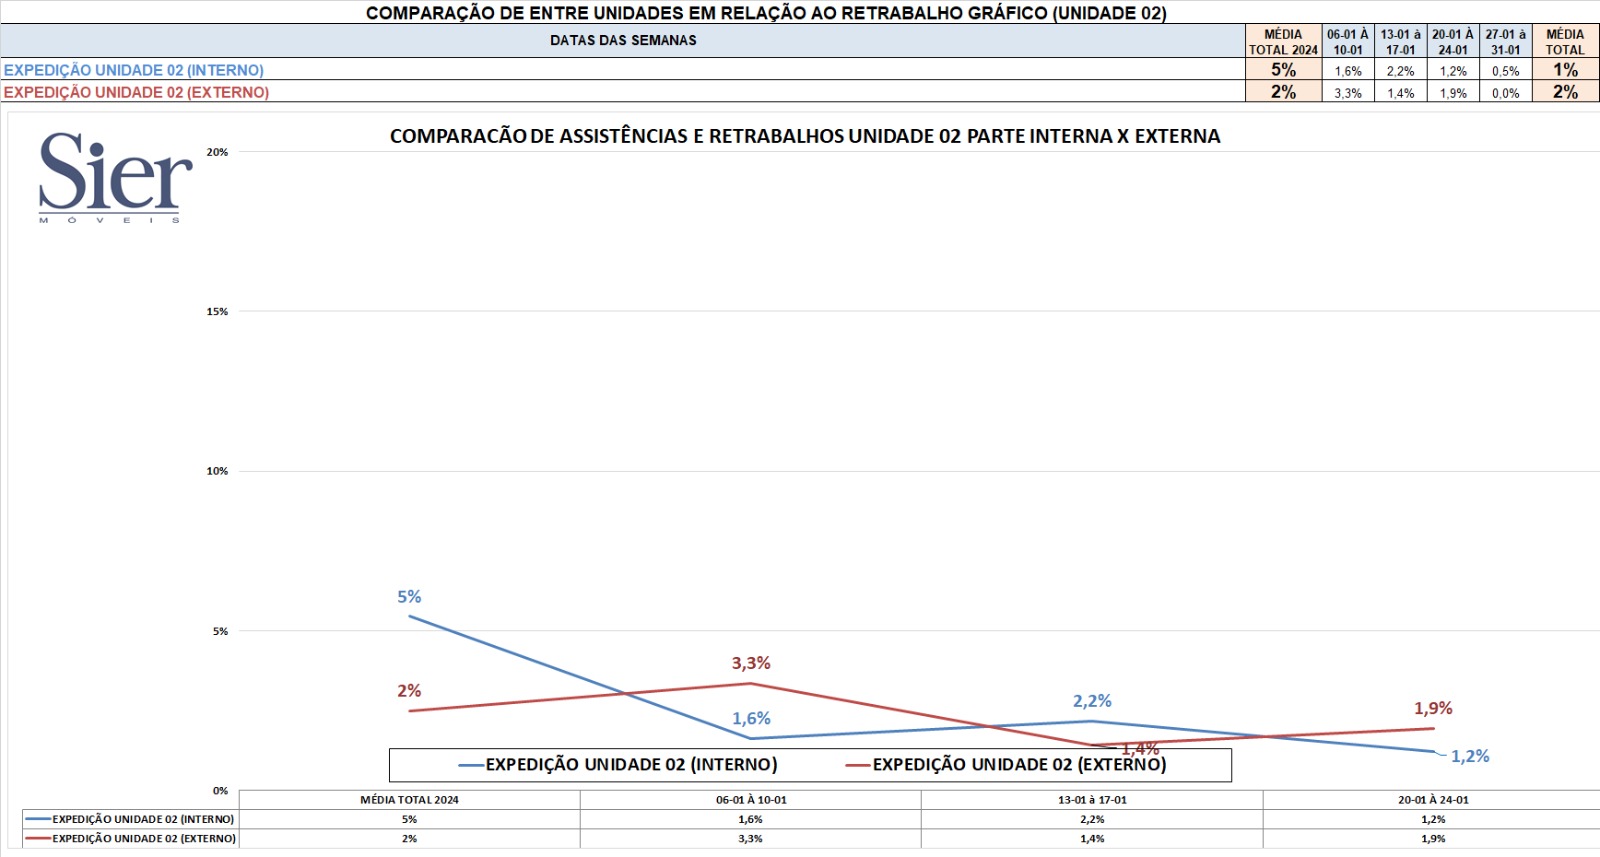 COMPARAÇÃO DE ENTRE UNIDADES EM RELAÇÃO AO RETRABALHO GRÁFICO (UNIDADE 02)
DATAS DAS SEMANAS MÉDIA TOTAL 2024 06-01 À 10-01 13-01 à 17-01 20-01 À 24-01 27-01 à 31-01 MÉDIA TOTAL
EXPEDIÇÃO UNIDADE 02 (INTERNO) 5% 1,6% 2,2% 1,2% 0,5% 1%
EXPEDIÇÃO UNIDADE 02 (EXTERNO) 2% 3,3% 1,4% 1,9% 0,0% 2%
COMPARACÃO DE ASSISTÊNCIAS E RETRABALHOS UNIDADE 02 PARTE INTERNA X EXTERNA
Sier
MÓVEIS
20%
15%
10%
5%
0%
5%
2%
3,3%
1,6%
2,2%
1,4%
1,9%
1,2%
EXPEDIÇÃO UNIDADE 02 (INTERNO) EXPEDIÇÃO UNIDADE 02 (EXTERNO)
MÉDIA TOTAL 2024 06-01 À 10-01 13-01 à 17-01 20-01 À 24-01
EXPEDIÇÃO UNIDADE 02 (INTERNO) 5% 1,6% 2,2% 1,2%
EXPEDIÇÃO UNIDADE 02 (EXTERNO) 2% 3,3% 1,4% 1,9%